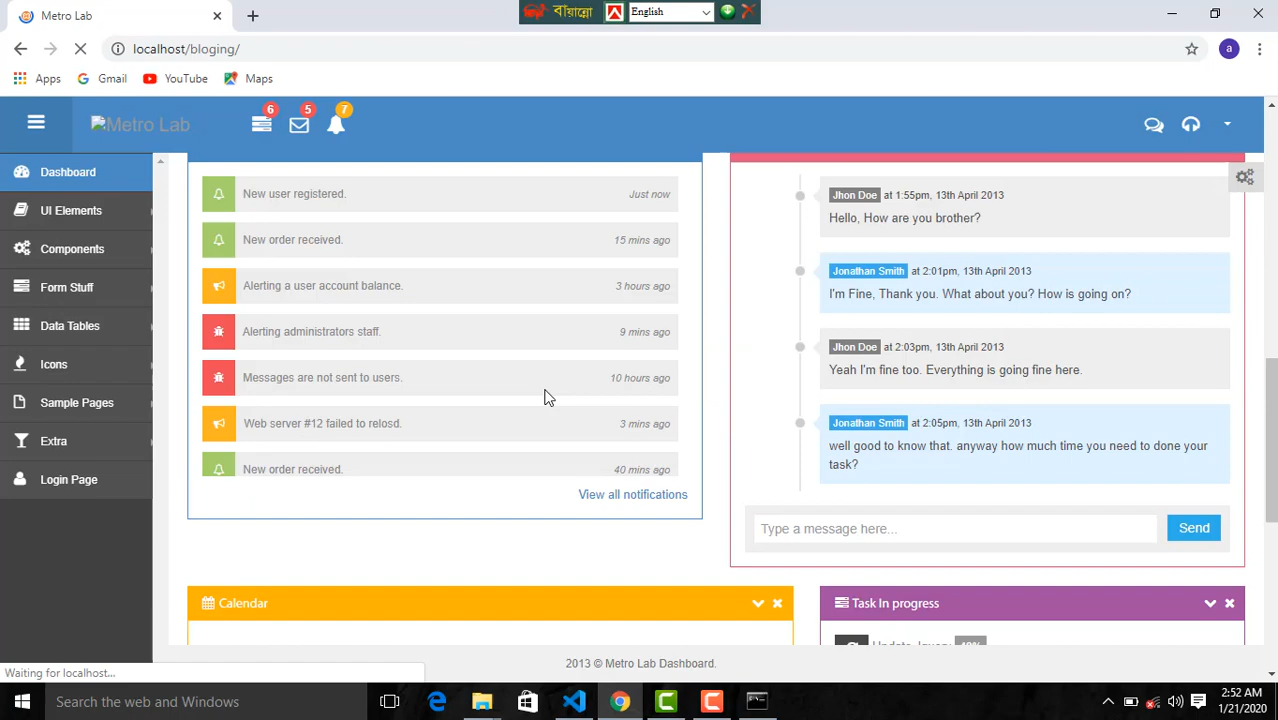 Metro Lab
বায়ান্নো
English
localhost/bloging/
a
Apps
Gmail
YouTube
Maps
Metro Lab
6
5
7
Dashboard
UI Elements
Components
Form Stuff
Data Tables
Icons
Sample Pages
Extra
Login Page
New user registered. Just now
New order received. 15 mins ago
Alerting a user account balance. 3 hours ago
Alerting administrators staff. 9 mins ago
Messages are not sent to users. 10 hours ago
Web server #12 failed to relosd. 3 mins ago
New order received. 40 mins ago
View all notifications
Jhon Doe at 1:55pm, 13th April 2013
Hello, How are you brother?
Jonathan Smith at 2:01pm, 13th April 2013
I'm Fine, Thank you. What about you? How is going on?
Jhon Doe at 2:03pm, 13th April 2013
Yeah I'm fine too. Everything is going fine here.
Jonathan Smith at 2:05pm, 13th April 2013
well good to know that. anyway how much time you need to done your
task?
Type a message here... Send
Calendar
Task In progress
2013 © Metro Lab Dashboard.
Waiting for localhost...
Search the web and Windows
2:52 AM
1/21/2020